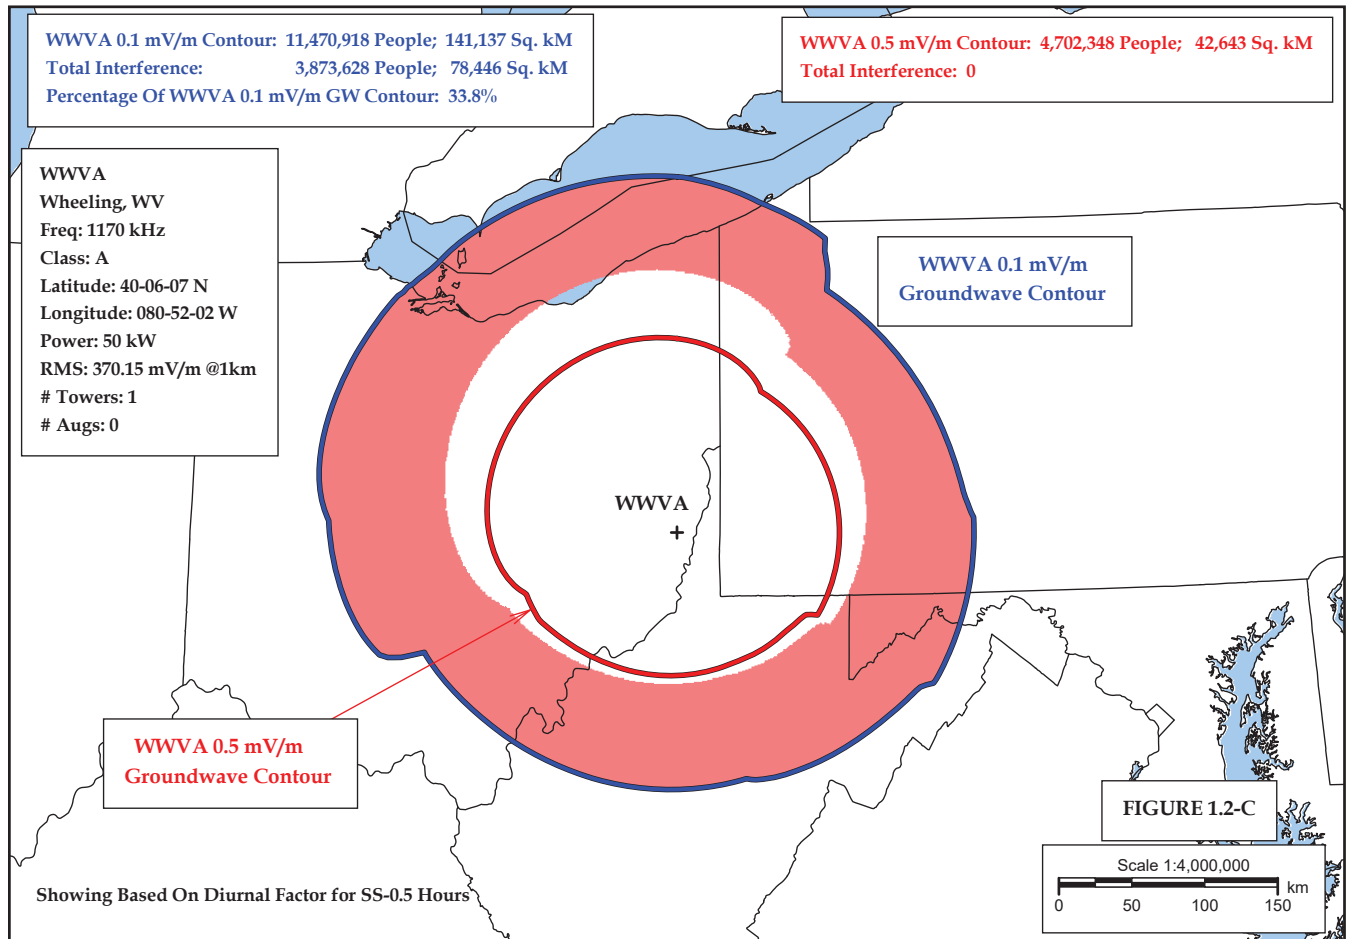 WWVA 0.1 mV/m Contour: 11,470,918 People; 141,137 Sq. kM
Total Interference: 3,873,628 People; 78,446 Sq. kM
Percentage Of WWVA 0.1 mV/m GW Contour: 33.8%
WWVA 0.5 mV/m Contour: 4,702,348 People; 42,643 Sq. kM
Total Interference: 0
WWVA
Wheeling, WV
Freq: 1170 kHz
Class: A
Latitude: 40-06-07 N
Longitude: 080-52-02 W
Power: 50 kW
RMS: 370.15 mV/m @1km
# Towers: 1
# Augs: 0
WWVA 0.1 mV/m
Groundwave Contour
WWVA
WWVA 0.5 mV/m
Groundwave Contour
FIGURE 1.2-C
Scale 1:4,000,000
km
0 50 100 150
Showing Based On Diurnal Factor for SS-0.5 Hours